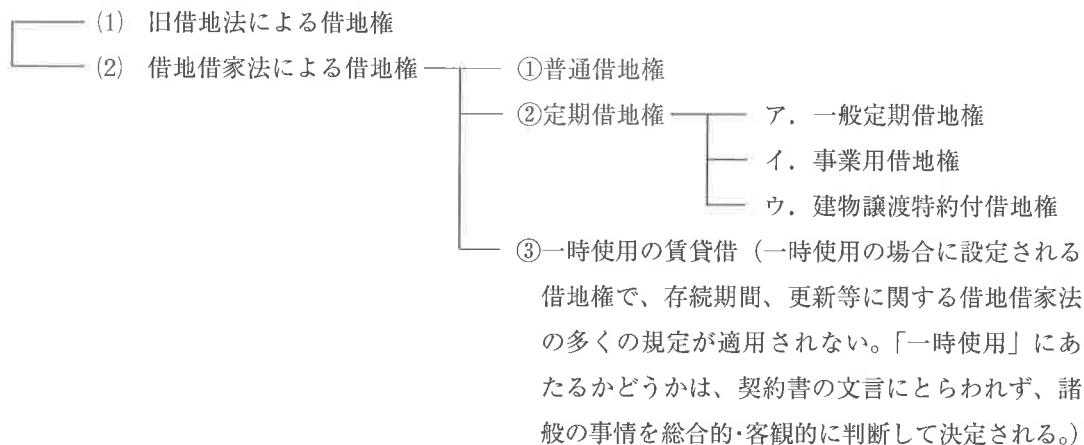 (1) 旧借地法による借地権
(2) 借地借家法による借地権
①普通借地権
②定期借地権
ア．一般定期借地権
イ．事業用借地権
ウ．建物譲渡特約付借地権
③一時使用の賃貸借（一時使用の場合に設定される
借地権で、存続期間、更新等に関する借地借家法
の多くの規定が適用されない。「一時使用」にあ
たるかどうかは、契約書の文言にとらわれず、諸
般の事情を総合的･客観的に判断して決定される。）